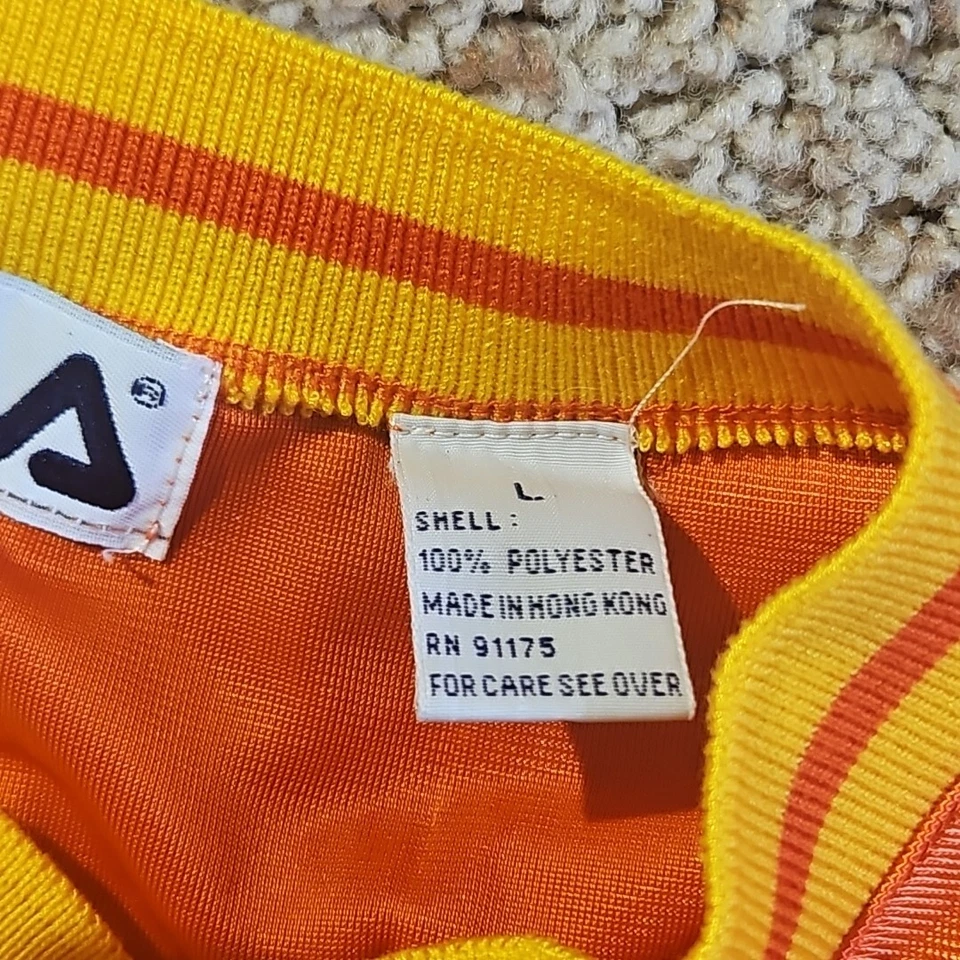 L
SHELL :
100% POLYESTER
MADE IN HONG KONG
RN 91175
FOR CARE SEE OVER